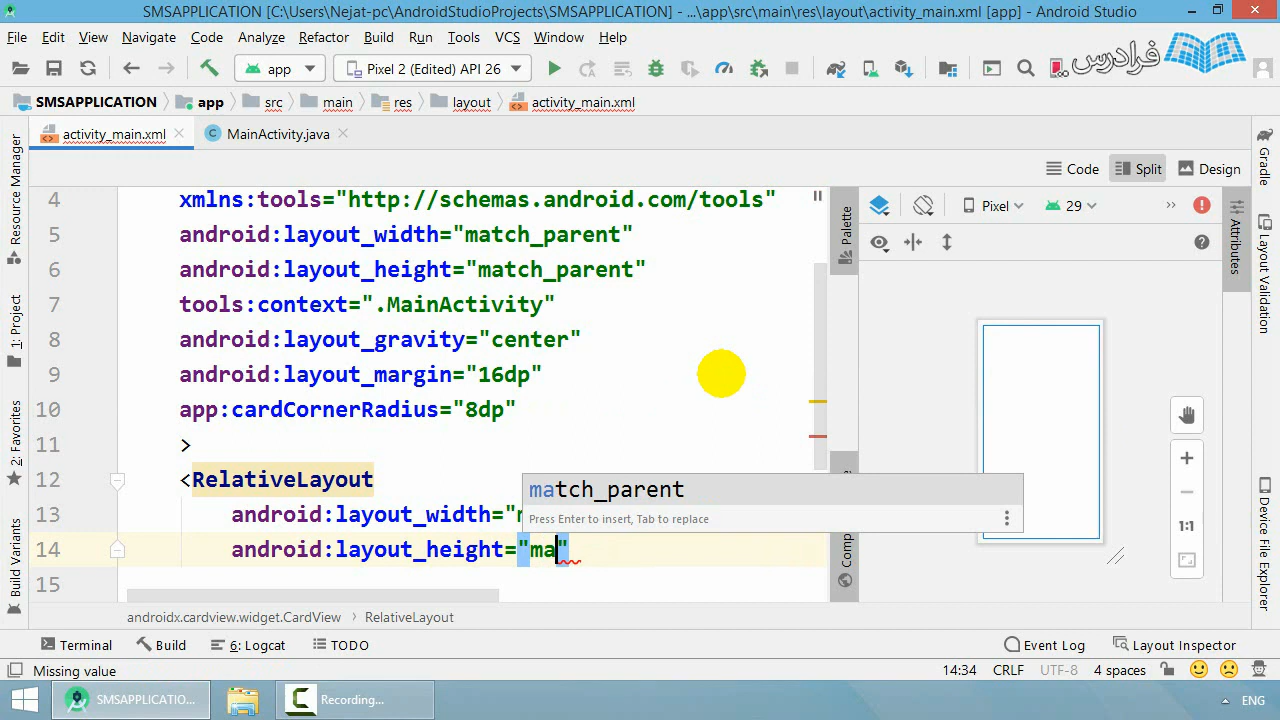 SMSAPPLICATION [C:\Users\Nejat-pc\AndroidStudioProjects\SMSAPPLICATION] - ...\app\src\main\res\layout\activity_main.xml [app] - Android Studio
File Edit View Navigate Code Analyze Refactor Build Run Tools VCS Window Help
app Pixel 2 (Edited) API 26
فرادرس
SMSAPPLICATION app src main res layout activity_main.xml
activity_main.xml MainActivity.java
Code Split Design
Pixel 29
4 xmlns:tools="http://schemas.android.com/tools"
5 android:layout_width="match_parent"
6 android:layout_height="match_parent"
7 tools:context=".MainActivity"
8 android:layout_gravity="center"
9 android:layout_margin="16dp"
10 app:cardCornerRadius="8dp"
11 >
12 <RelativeLayout
13 android:layout_width="
14 android:layout_height="ma"
15
match_parent
Press Enter to insert, Tab to replace
Resource Manager
1: Project
2: Favorites
Build Variants
Palette
Comp
Attributes
Gradle
Layout Validation
Device File Explorer
1:1
androidx.cardview.widget.CardView RelativeLayout
Terminal Build 6: Logcat TODO Event Log Layout Inspector
Missing value 14:34 CRLF UTF-8 4 spaces
SMSAPPLICATIO... Recording... ENG